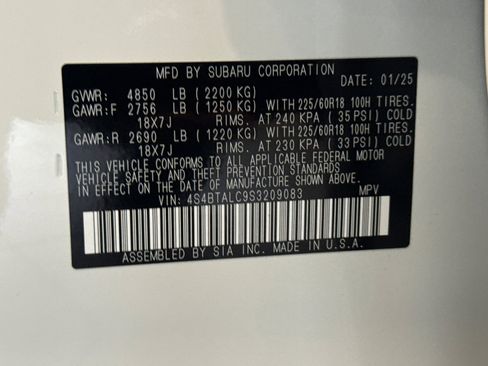 MFD BY SUBARU CORPORATION
DATE: 01/25
GVWR: 4850 LB (2200 KG)
GAWR:F 2756 LB (1250 KG) WITH 225/60R18 100H TIRES.
18X7J RIMS. AT 240 KPA (35 PSI) COLD
GAWR:R 2690 LB (1220 KG) WITH 225/60R18 100H TIRES.
18X7J RIMS. AT 230 KPA (33 PSI) COLD
THIS VEHICLE CONFORMS TO ALL APPLICABLE FEDERAL MOTOR
VEHICLE SAFETY AND THEFT PREVENTION STANDARDS
IN EFFECT ON THE DATE OF MANUFACTURE SHOWN ABOVE.
VIN: 4S4BTALC9S3209083 MPV
ASSEMBLED BY SIA INC. MADE IN U.S.A.